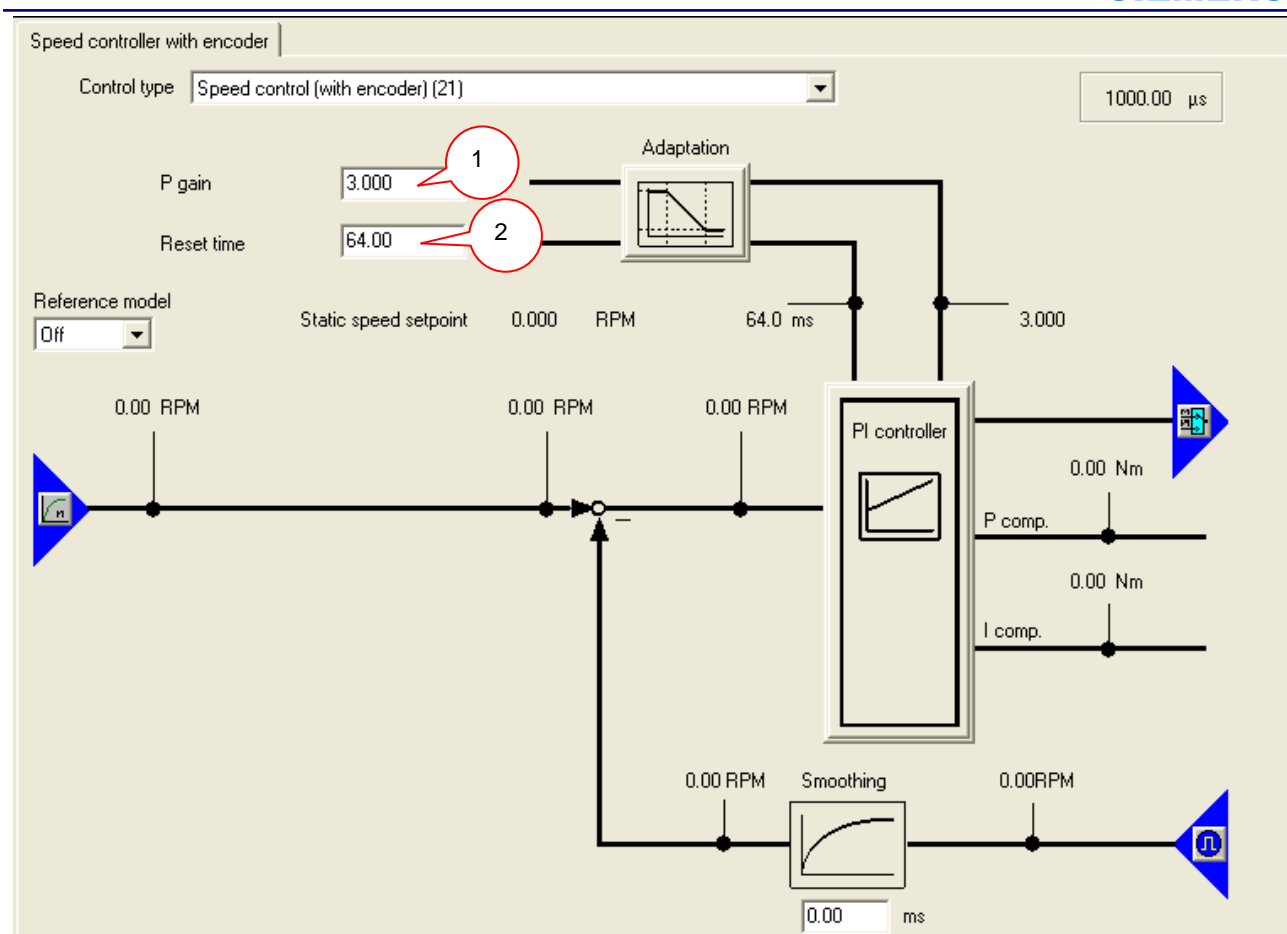 Speed controller with encoder
Control type Speed control (with encoder) (21)
1000.00 µs
Adaptation
P gain 3.000 1
Reset time 64.00 2
Reference model
Off
Static speed setpoint 0.000 RPM 64.0 ms 3.000
0.00 RPM 0.00 RPM 0.00 RPM
PI controller
0.00 Nm
P comp.
0.00 Nm
I comp.
0.00 RPM Smoothing 0.00RPM
0.00 ms